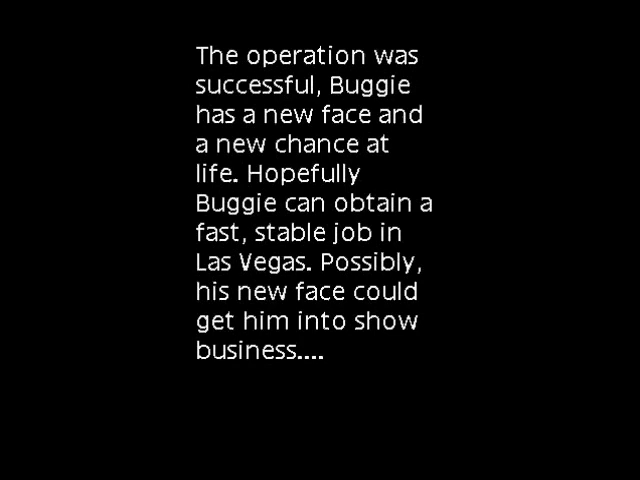 The operation was
successful, Buggie
has a new face and
a new chance at
life. Hopefully
Buggie can obtain a
fast, stable job in
Las Vegas. Possibly,
his new face could
get him into show
business....